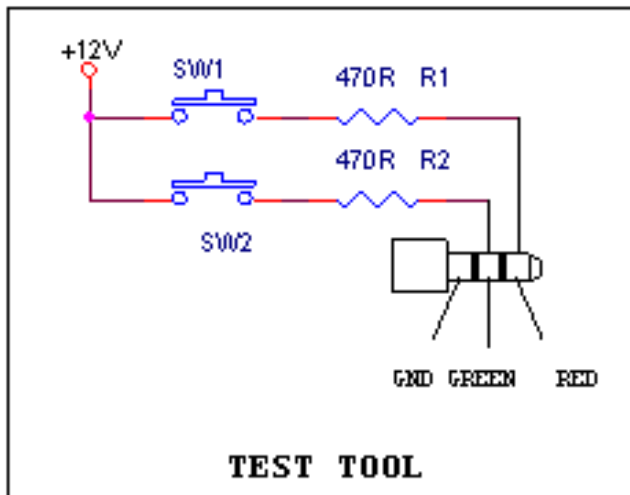 +12V
SW1
470R R1
470R R2
SW2
GND GREEN RED
TEST TOOL